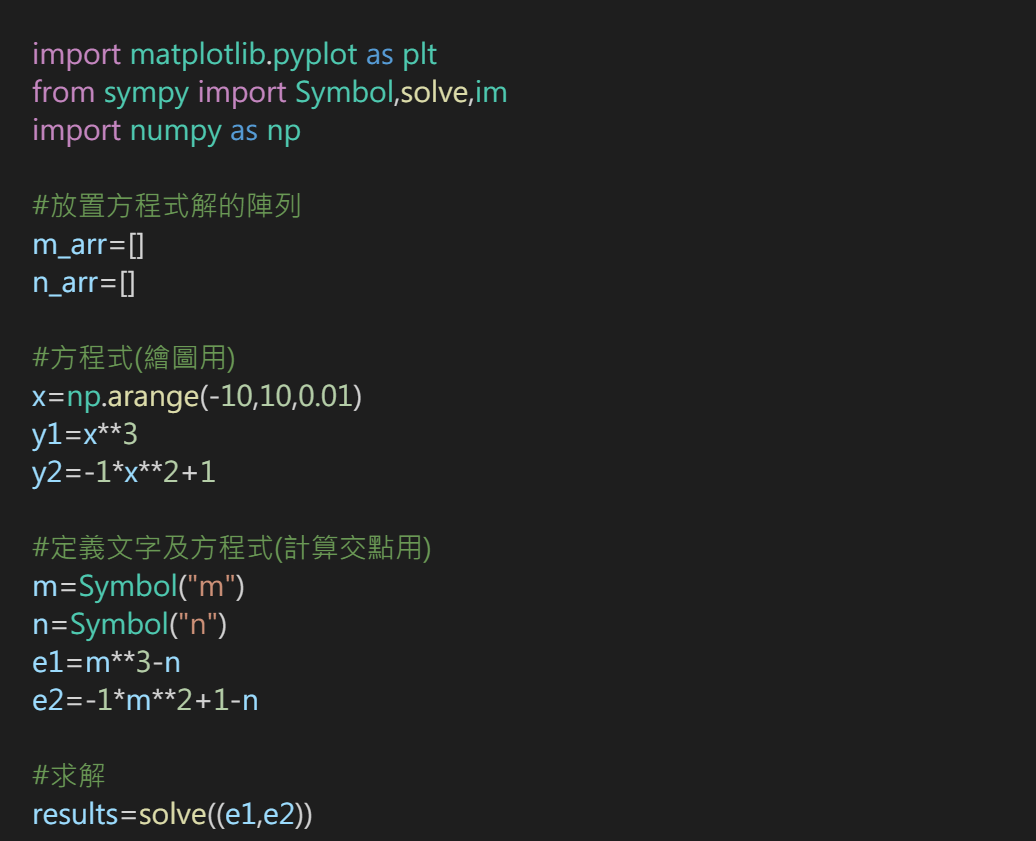 import matplotlib.pyplot as plt
from sympy import Symbol,solve,im
import numpy as np
#放置方程式解的陣列
m_arr=[]
n_arr=[]
#方程式(繪圖用)
x=np.arange(-10,10,0.01)
y1=x**3
y2=-1*x**2+1
#定義文字及方程式(計算交點用)
m=Symbol("m")
n=Symbol("n")
e1=m**3-n
e2=-1*m**2+1-n
#求解
results=solve((e1,e2))